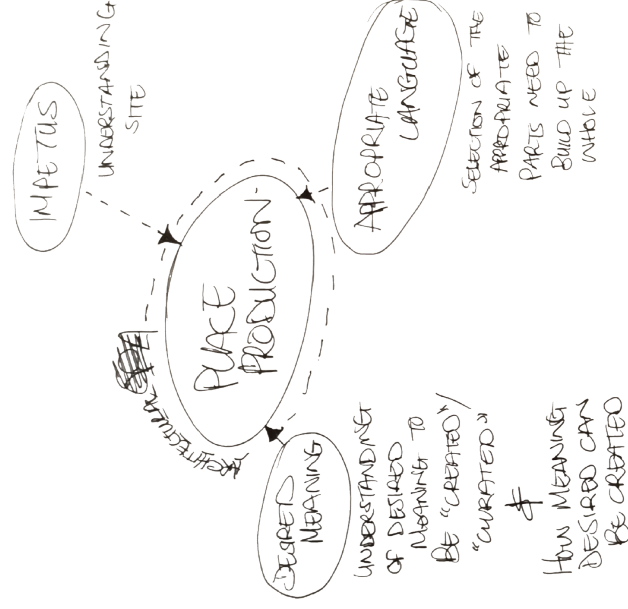 IMPETUS
UNDERSTANDING
SITE
PLACE
PRODUCTION
APPROPRIATE
LANGUAGE
SELECTION OF THE
APPROPRIATE
PARTS NEED TO
BUILD UP THE
WHOLE
ARCHITECTURE
DESIRED
MEANING
UNDERSTANDING
OF DESIRED
MEANING TO
BE "CREATED"/
"CURATED"
&
HOW MEANING
DESIRED CAN
BE CREATED